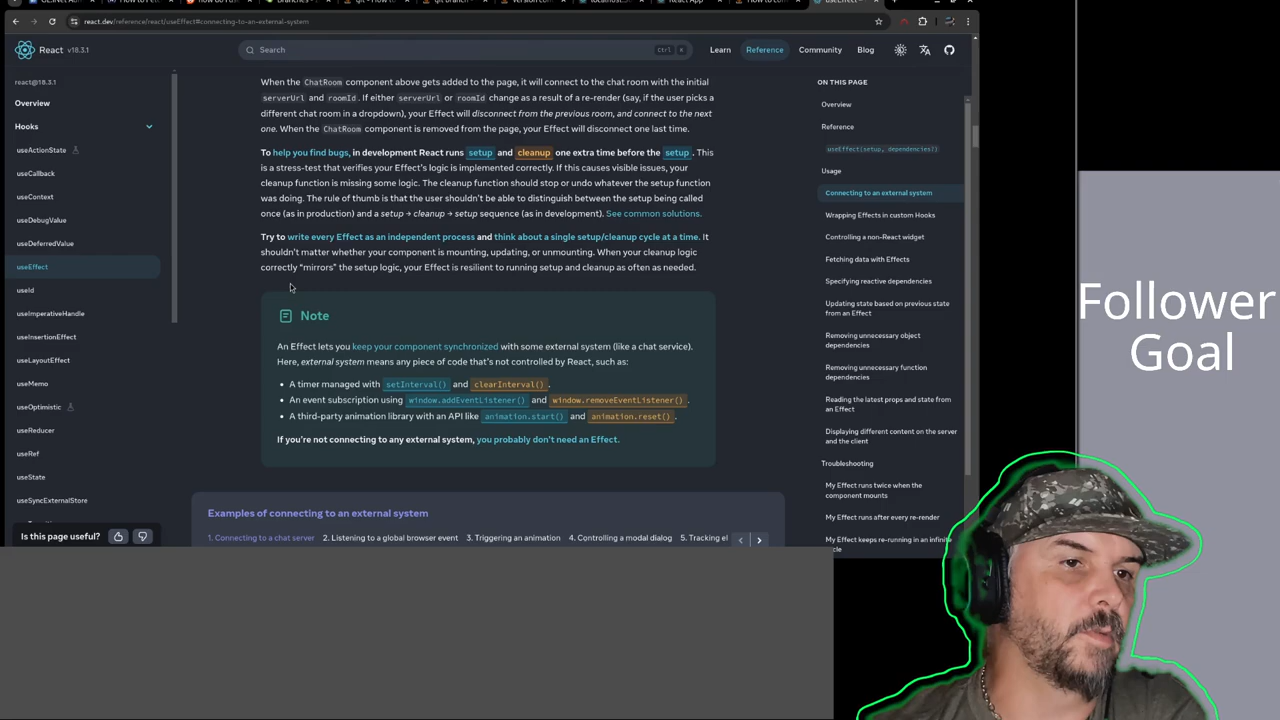 react.dev/reference/react/useEffect#connecting-to-an-external-system
React v18.3.1
Search
Ctrl K
Learn Reference Community Blog
react@18.3.1
Overview
Hooks
useActionState
useCallback
useContext
useDebugValue
useDeferredValue
useEffect
useId
useImperativeHandle
useInsertionEffect
useLayoutEffect
useMemo
useOptimistic
useReducer
useRef
useState
useSyncExternalStore
Is this page useful?
When the ChatRoom component above gets added to the page, it will connect to the chat room with the initial
serverUrl and roomId. If either serverUrl or roomId change as a result of a re-render (say, if the user picks a
different chat room in a dropdown), your Effect will disconnect from the previous room, and connect to the next
one. When the ChatRoom component is removed from the page, your Effect will disconnect one last time.
To help you find bugs, in development React runs setup and cleanup one extra time before the setup. This
is a stress-test that verifies your Effect's logic is implemented correctly. If this causes visible issues, your
cleanup function is missing some logic. The cleanup function should stop or undo whatever the setup function
was doing. The rule of thumb is that the user shouldn't be able to distinguish between the setup being called
once (as in production) and a setup → cleanup → setup sequence (as in development). See common solutions.
Try to write every Effect as an independent process and think about a single setup/cleanup cycle at a time. It
shouldn't matter whether your component is mounting, updating, or unmounting. When your cleanup logic
correctly “mirrors” the setup logic, your Effect is resilient to running setup and cleanup as often as needed.
Note
An Effect lets you keep your component synchronized with some external system (like a chat service).
Here, external system means any piece of code that's not controlled by React, such as:
• A timer managed with setInterval() and clearInterval().
• An event subscription using window.addEventListener() and window.removeEventListener().
• A third-party animation library with an API like animation.start() and animation.reset().
If you're not connecting to any external system, you probably don't need an Effect.
Examples of connecting to an external system
1. Connecting to a chat server 2. Listening to a global browser event 3. Triggering an animation 4. Controlling a modal dialog 5. Tracking el
ON THIS PAGE
Overview
Reference
useEffect(setup, dependencies?)
Usage
Connecting to an external system
Wrapping Effects in custom Hooks
Controlling a non-React widget
Fetching data with Effects
Specifying reactive dependencies
Updating state based on previous state
from an Effect
Removing unnecessary object
dependencies
Removing unnecessary function
dependencies
Reading the latest props and state from
an Effect
Displaying different content on the server
and the client
Troubleshooting
My Effect runs twice when the
component mounts
My Effect runs after every re-render
My Effect keeps re-running in an infinite
Follower
Goal